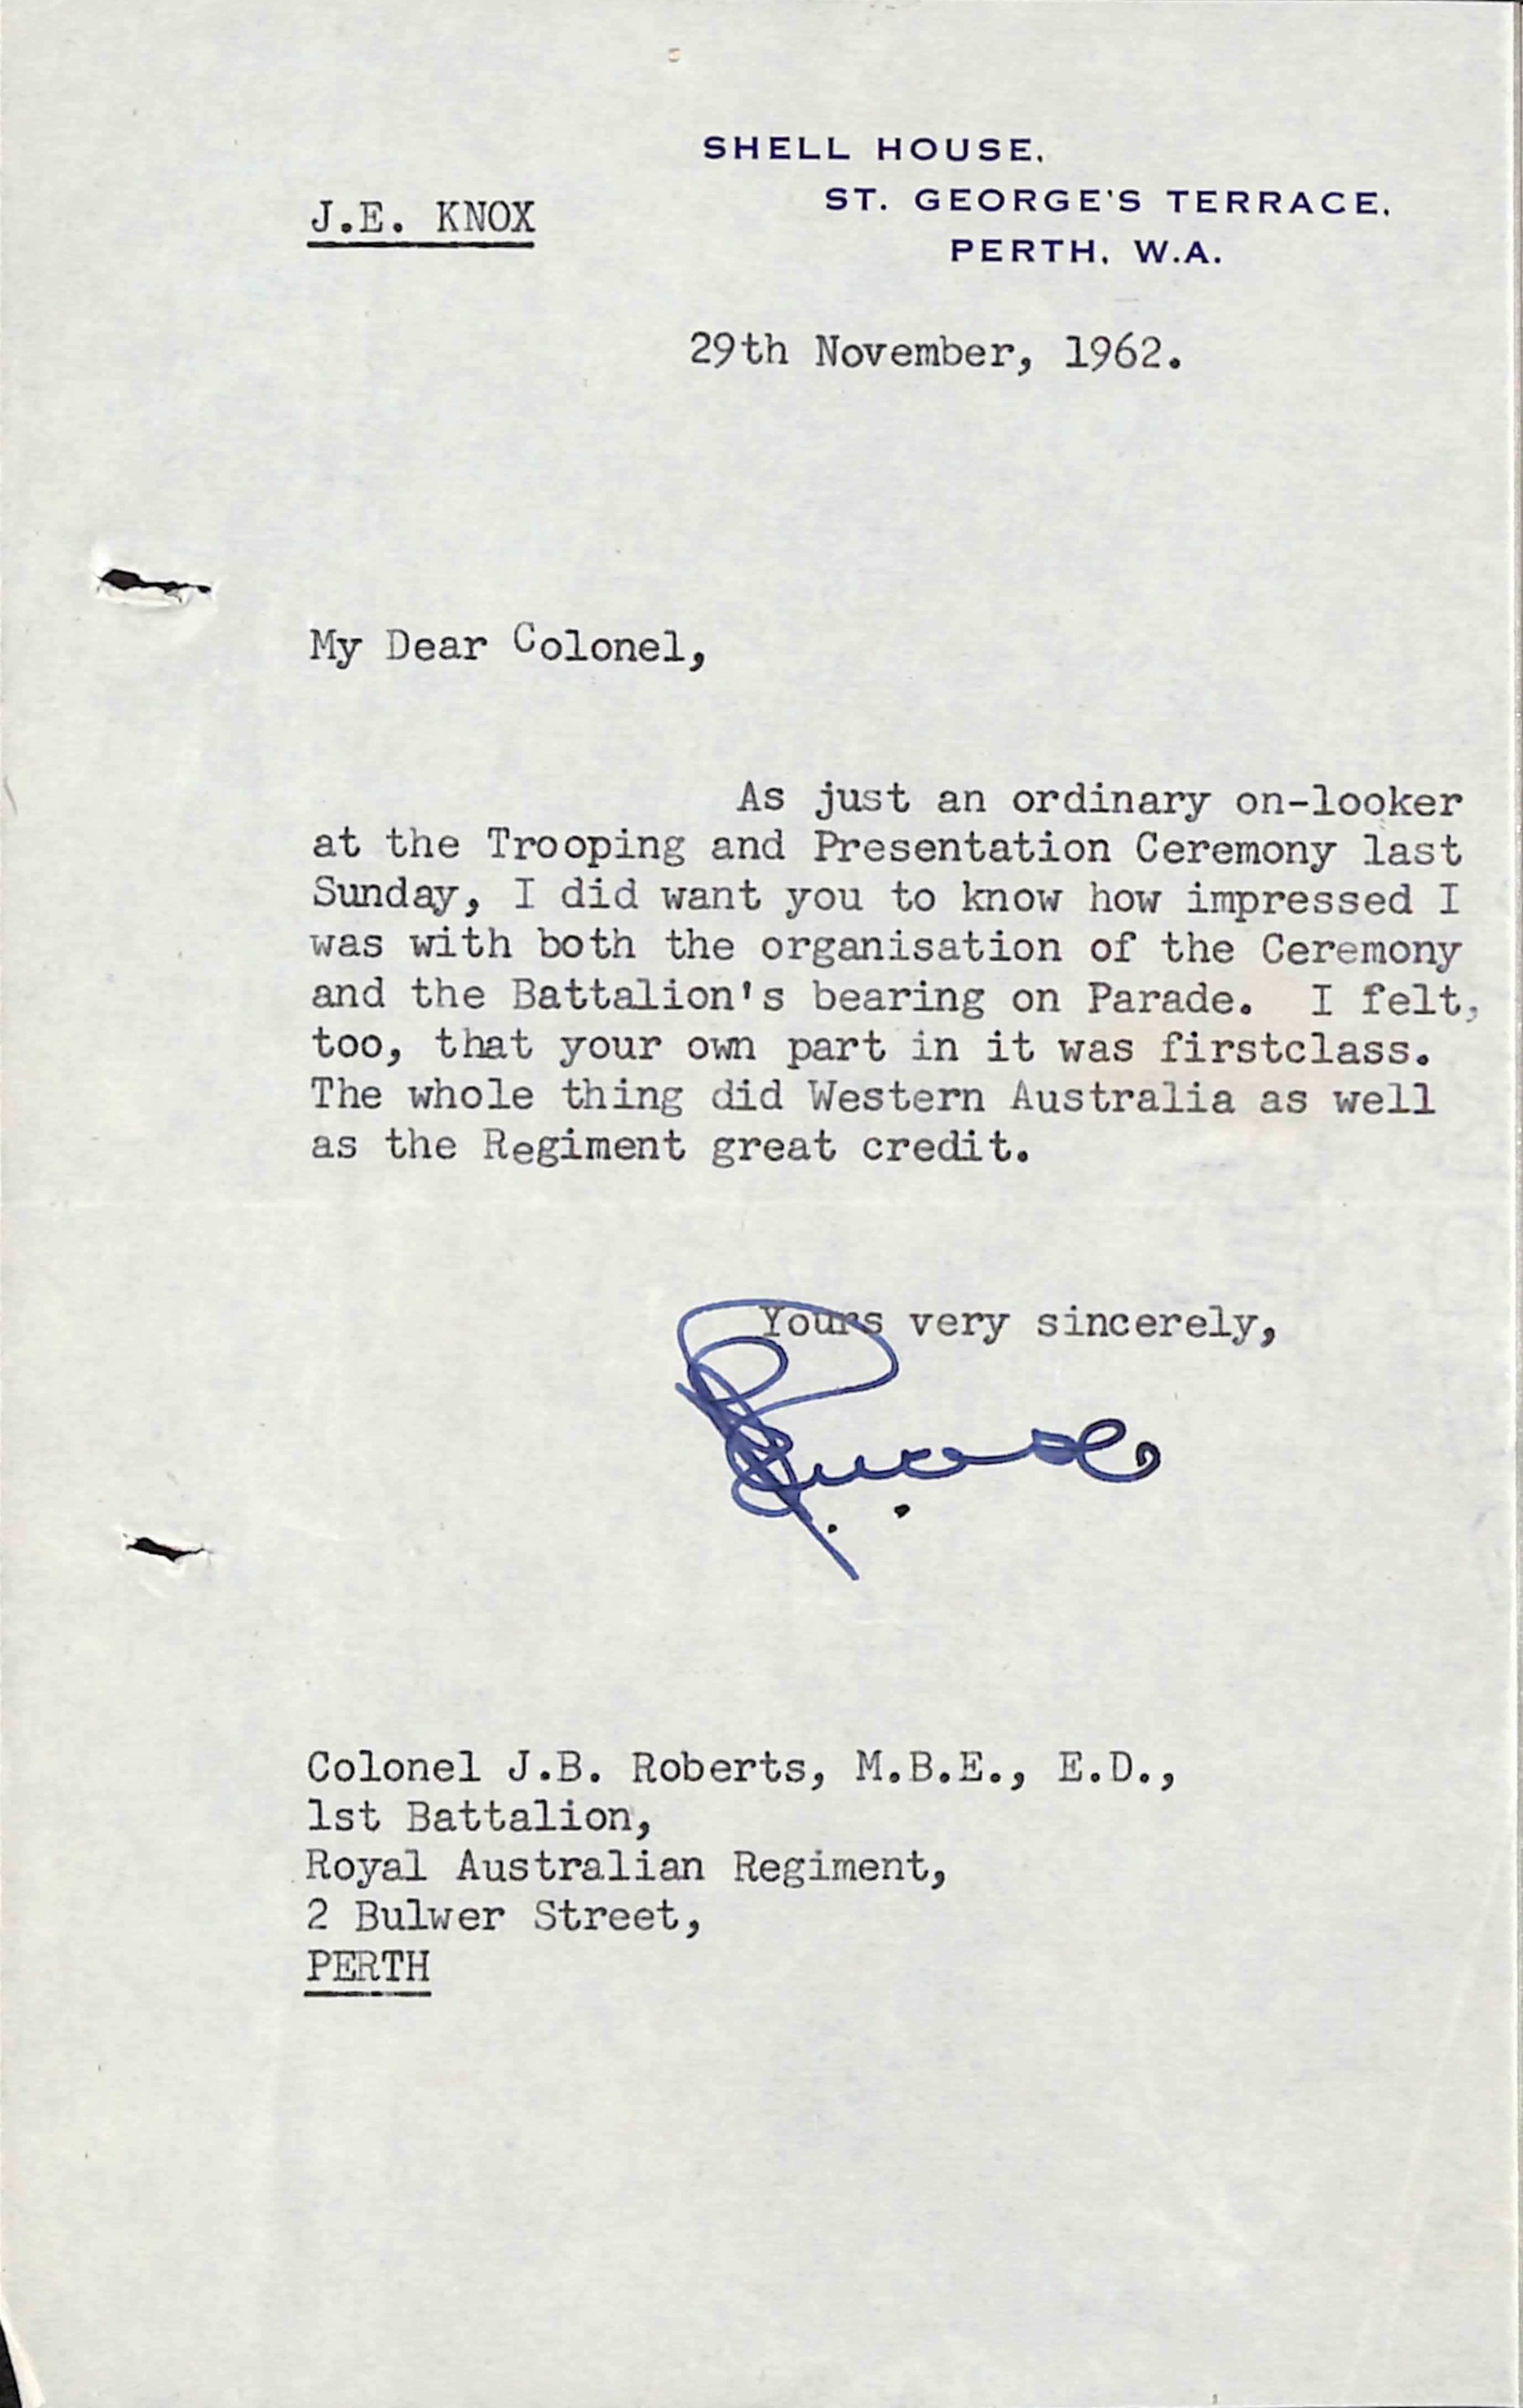 SHELL HOUSE.
ST. GEORGE'S TERRACE.
J.E. KNOX
PERTH. W.A.
29th November, 1962.
My Dear Colonel,
As just an ordinary on-looker
at the Trooping and Presentation Ceremony last
Sunday, I did want you to know how impressed I
was with both the organisation of the Ceremony
and the Battalion's bearing on Parade. I felt,
too, that your own part in it was firstclass.
The whole thing did Western Australia as well
as the Regiment great credit.
Yours very sincerely,
Colonel J.B. Roberts, M.B.E., E.D.,
1st Battalion,
Royal Australian Regiment,
2 Bulwer Street,
PERTH